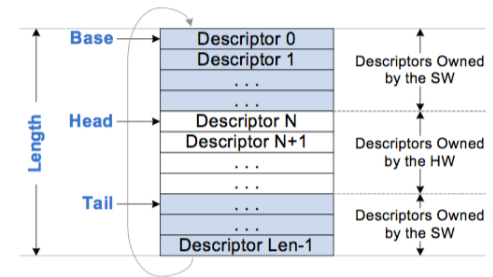 Base
Descriptor 0
Descriptor 1
. . .
. . .
Descriptors Owned
by the SW
Length
Head
Descriptor N
Descriptor N+1
. . .
. . .
Descriptors Owned
by the HW
Tail
. . .
. . .
Descriptor Len-1
Descriptors Owned
by the SW